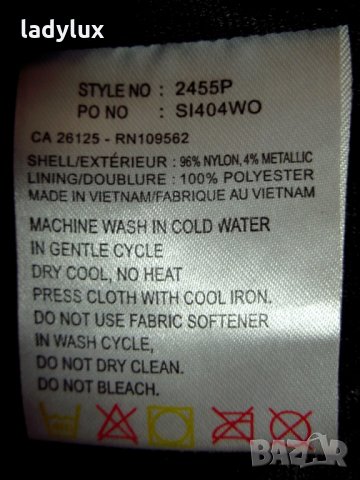 ladylux
STYLE NO : 2455P
PO NO : SI404WO
CA 26125 - RN109562
SHELL/EXTÉRIEUR : 96% NYLON, 4% METALLIC
LINING/DOUBLURE : 100% POLYESTER
MADE IN VIETNAM/FABRIQUE AU VIETNAM
MACHINE WASH IN COLD WATER
IN GENTLE CYCLE
DRY COOL, NO HEAT
PRESS CLOTH WITH COOL IRON.
DO NOT USE FABRIC SOFTENER
IN WASH CYCLE,
DO NOT DRY CLEAN.
DO NOT BLEACH.
BAZAR